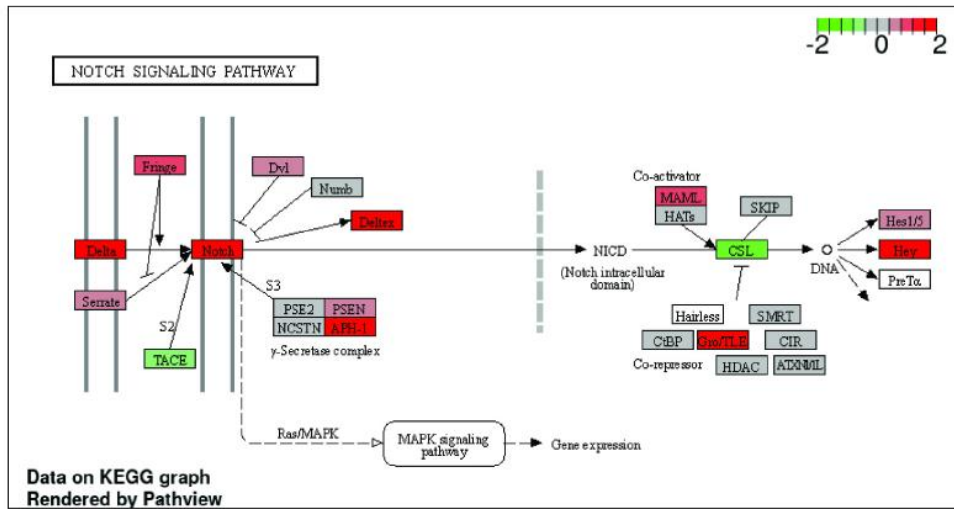 -2 0 2
NOTCH SIGNALING PATHWAY
Fringe
Dvl
Numb
Deltex
Delta
Notch
Serrate
S2
TACE
S3
PSE2 PSEN
NCSTN APH-1
γ-Secretase complex
Co-activator
MAML
HATs
SKIP
NICD
(Notch intracellular
domain)
CSL
DNA
Hes1/5
Hey
PreTα
Hairless SMRT
CtBP Gro/TLE CIR
Co-repressor HDAC ATXN1L
Ras/MAPK
MAPK signaling
pathway
Gene expression
Data on KEGG graph
Rendered by Pathview